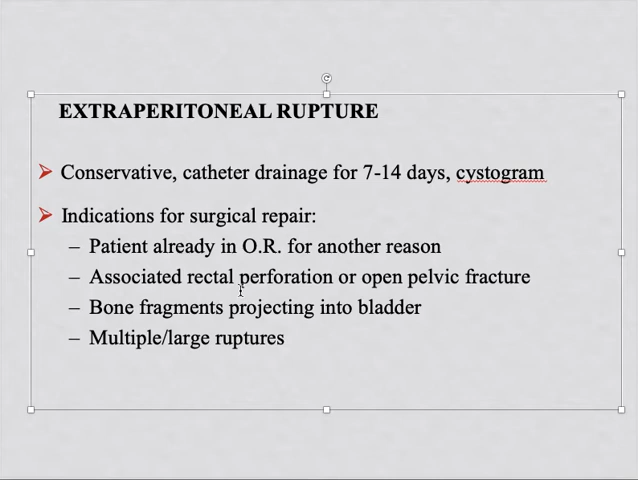 EXTRAPERITONEAL RUPTURE
➢ Conservative, catheter drainage for 7-14 days, cystogram
➢ Indications for surgical repair:
– Patient already in O.R. for another reason
– Associated rectal perforation or open pelvic fracture
– Bone fragments projecting into bladder
– Multiple/large ruptures